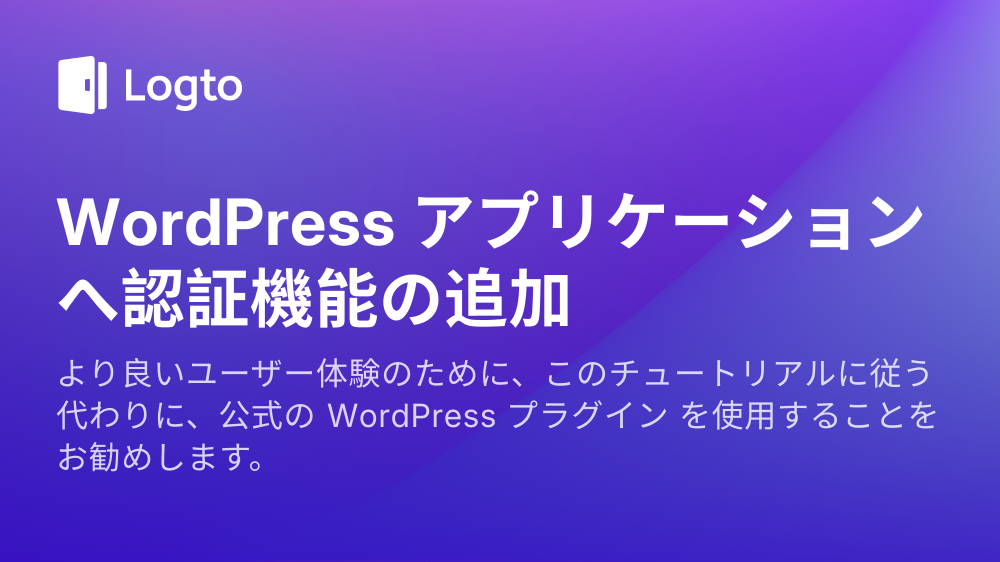 Logto
WordPress アプリケーション
へ認証機能の追加
より良いユーザー体験のために、このチュートリアルに従う
代わりに、公式の WordPress プラグイン を使用することを
お勧めします。